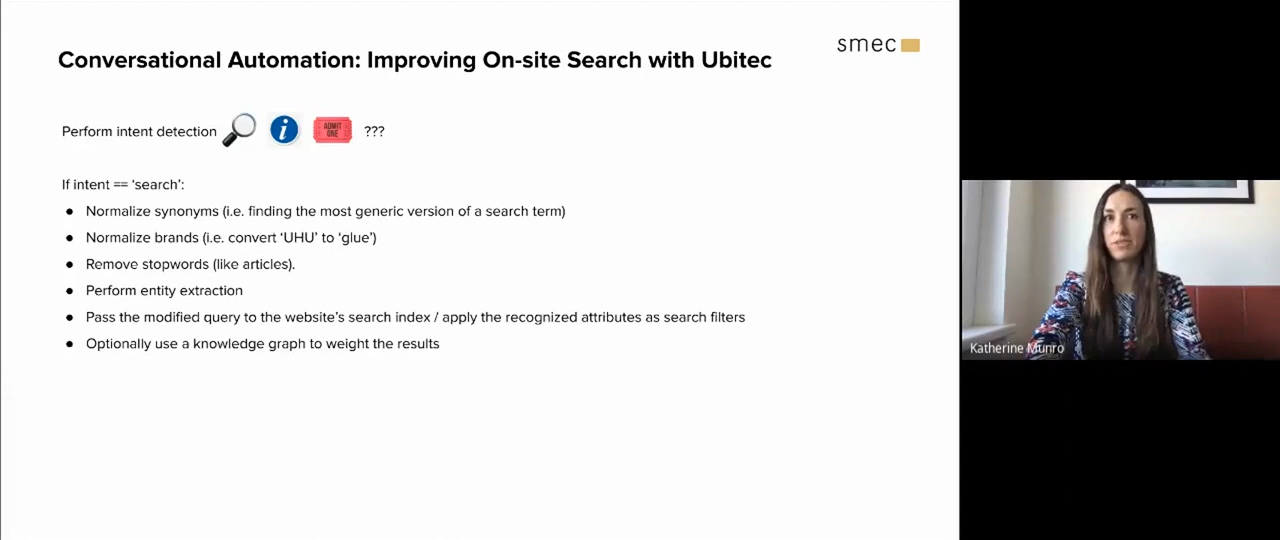 smec
Conversational Automation: Improving On-site Search with Ubitec
Perform intent detection ???
ADMIT
ONE
If intent == ‘search’:
● Normalize synonyms (i.e. finding the most generic version of a search term)
● Normalize brands (i.e. convert ‘UHU’ to ‘glue’)
● Remove stopwords (like articles).
● Perform entity extraction
● Pass the modified query to the website’s search index / apply the recognized attributes as search filters
● Optionally use a knowledge graph to weight the results
Katherine Munro